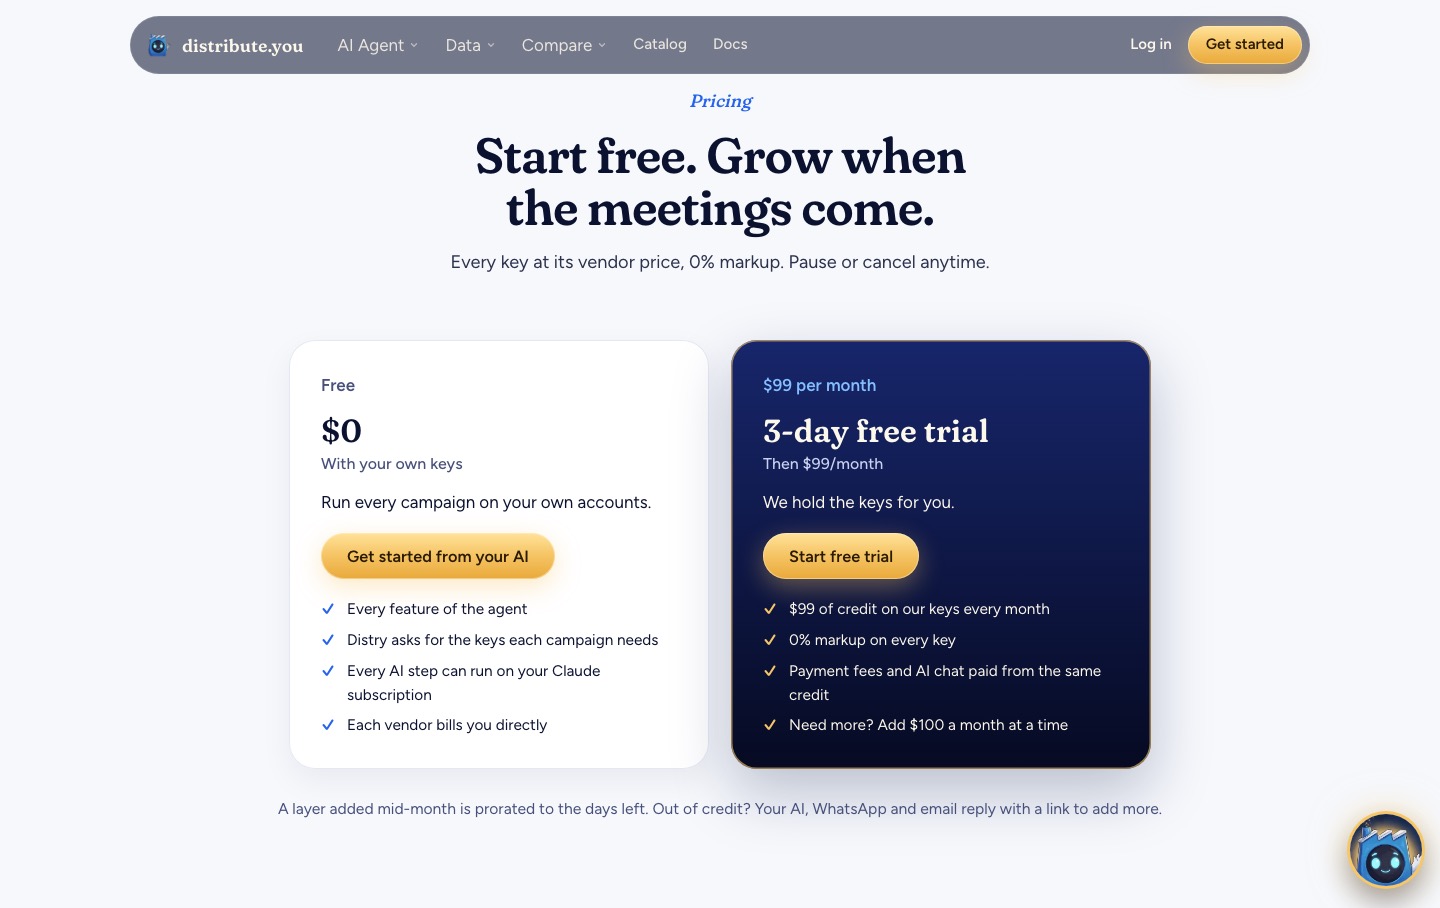 distribute.you
AI Agent
Data
Compare
Catalog
Docs
Log in
Get started
Pricing
Start free. Grow when
the meetings come.
Every key at its vendor price, 0% markup. Pause or cancel anytime.
Free
$0
With your own keys
Run every campaign on your own accounts.
Get started from your AI
Every feature of the agent
Distry asks for the keys each campaign needs
Every AI step can run on your Claude
subscription
Each vendor bills you directly
$99 per month
3-day free trial
Then $99/month
We hold the keys for you.
Start free trial
$99 of credit on our keys every month
0% markup on every key
Payment fees and AI chat paid from the same
credit
Need more? Add $100 a month at a time
A layer added mid-month is prorated to the days left. Out of credit? Your AI, WhatsApp and email reply with a link to add more.